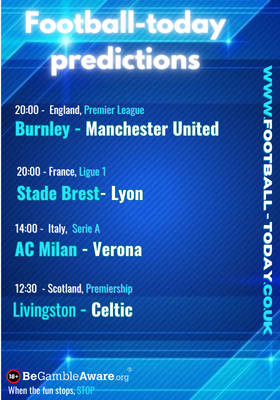 Football-today
predictions
20:00 - England, Premier League
Burnley - Manchester United
20:00 - France, Ligue 1
Stade Brest- Lyon
14:00 - Italy, Serie A
AC Milan - Verona
12:30 - Scotland, Premiership
Livingston - Celtic
WWW.FOOTBALL-TODAY.CO.UK
18+ BeGambleAware.org®
When the fun stops, STOP